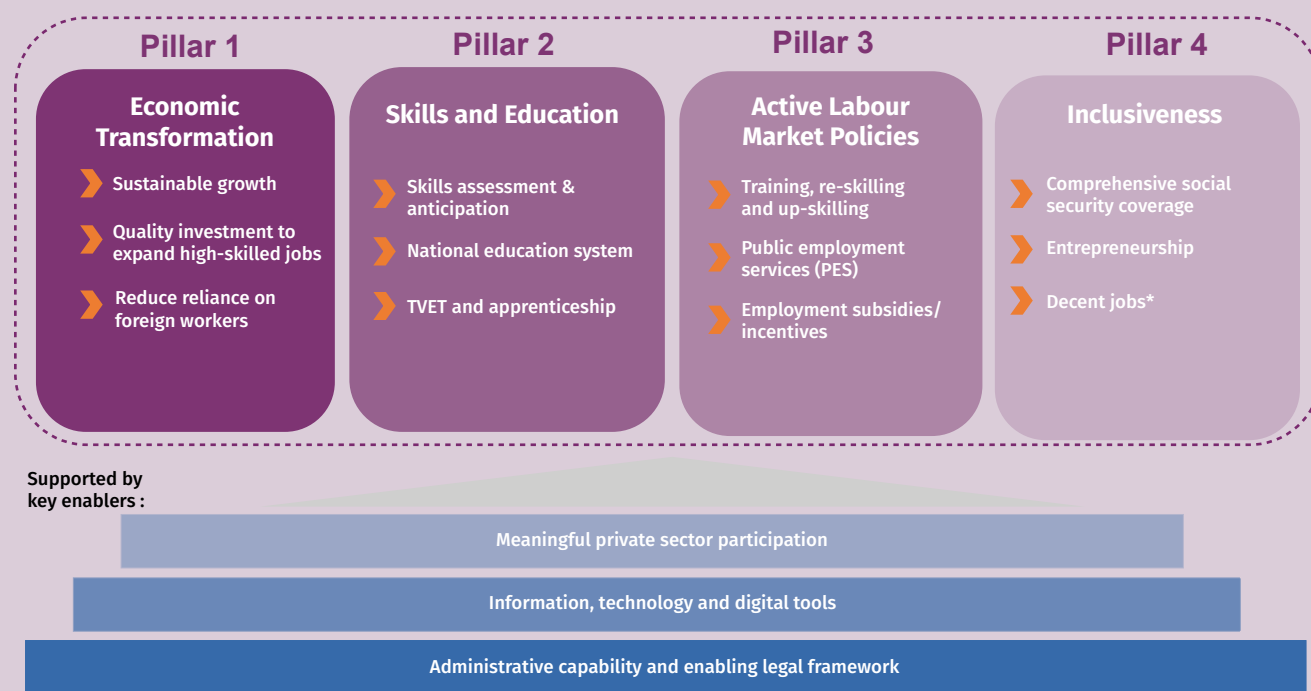 Pillar 1
Economic
Transformation
Sustainable growth
Quality investment to
expand high-skilled jobs
Reduce reliance on
foreign workers
Pillar 2
Skills and Education
Skills assessment &
anticipation
National education system
TVET and apprenticeship
Pillar 3
Active Labour
Market Policies
Training, re-skilling
and up-skilling
Public employment
services (PES)
Employment subsidies/
incentives
Pillar 4
Inclusiveness
Comprehensive social
security coverage
Entrepreneurship
Decent jobs*
Supported by
key enablers :
Meaningful private sector participation
Information, technology and digital tools
Administrative capability and enabling legal framework